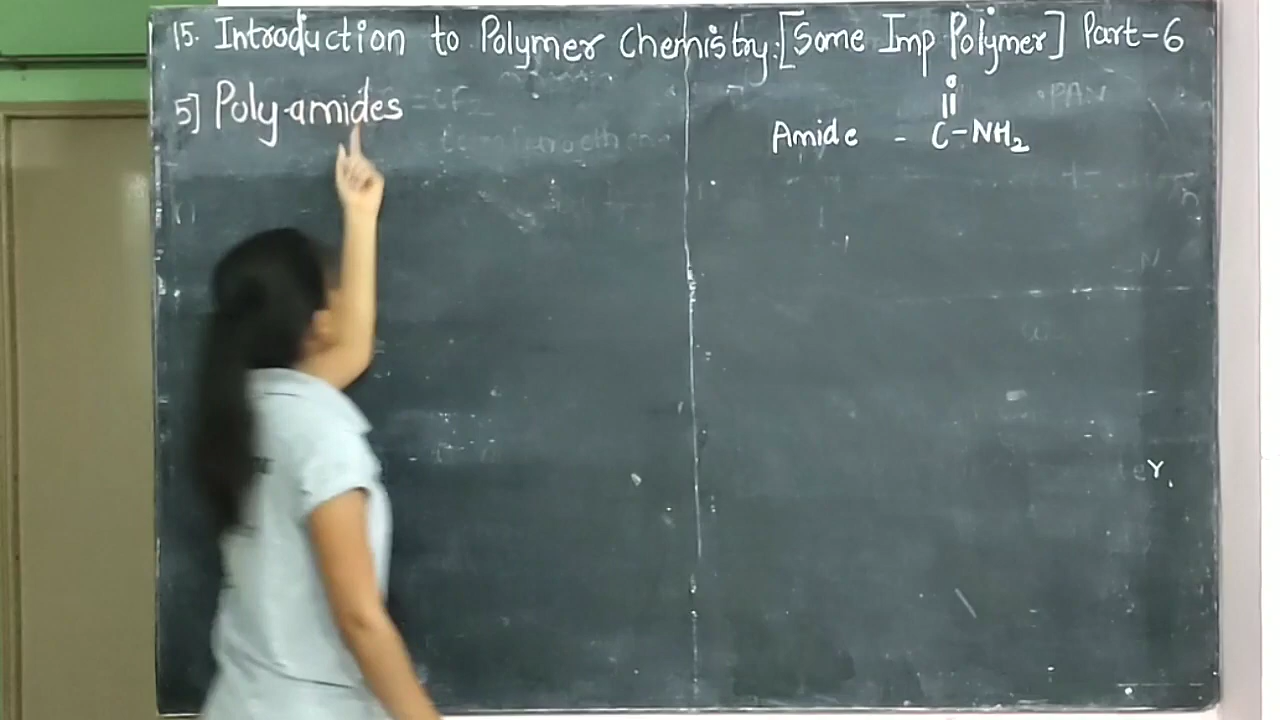 15. Introduction to Polymer Chemistry:[Some Imp Polymer] Part-6
5] Poly-amides
O
||
Amide - C-NH₂